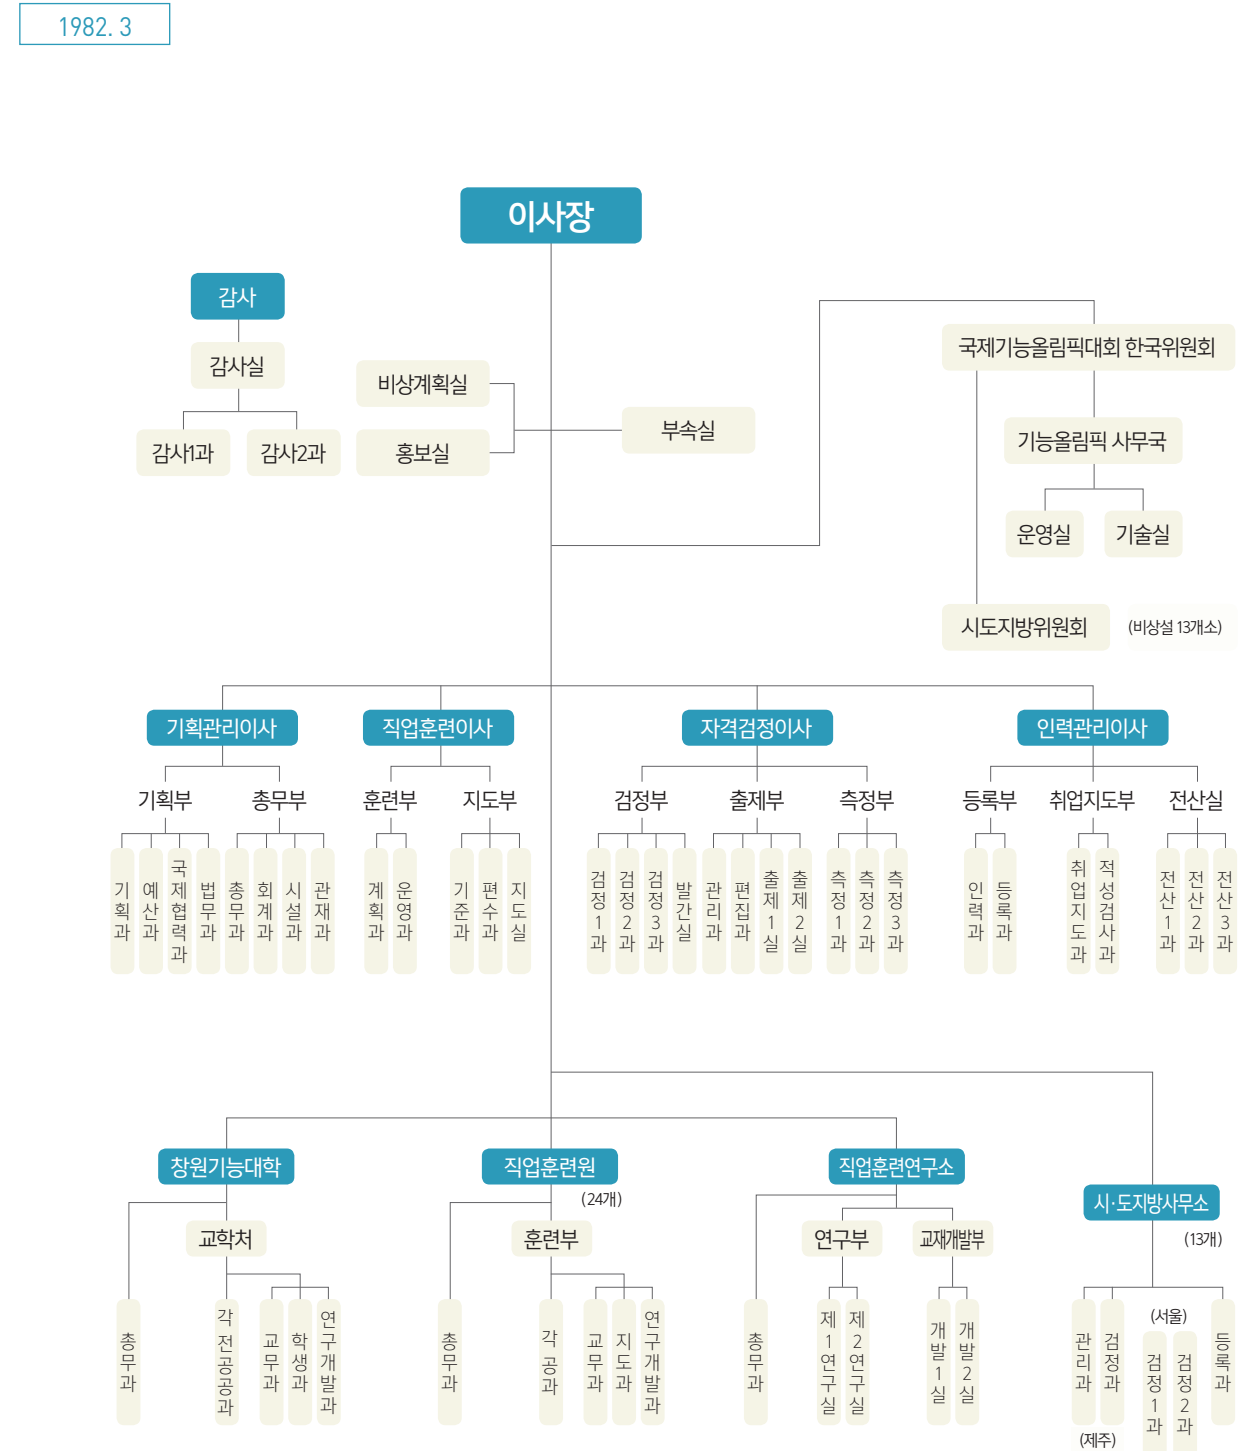 1982. 3
이사장
감사
감사실
감사1과
감사2과
비상계획실
홍보실
부속실
국제기능올림픽대회 한국위원회
기능올림픽 사무국
운영실
기술실
시도지방위원회
(비상설 13개소)
기획관리이사
직업훈련이사
자격검정이사
인력관리이사
기획부
총무부
훈련부
지도부
검정부
출제부
측정부
등록부
취업지도부
전산실
기획과
예산과
국제협력과
법무과
총무과
회계과
시설과
관재과
계획과
운영과
기준과
편수과
지도실
검정1과
검정2과
검정3과
발간실
관리과
편집과
출제1실
출제2실
측정1과
측정2과
측정3과
인력과
등록과
취업지도과
적성검사과
전산1과
전산2과
전산3과
창원기능대학
직업훈련원
(24개)
직업훈련연구소
시·도지방사무소
(13개)
교학처
훈련부
연구부
교재개발부
총무과
각 전공공과
교무과
학생과
연구개발과
총무과
각 공과
교무과
지도과
연구개발과
총무과
제1연구실
제2연구실
개발1실
개발2실
관리과
검정과
(제주)
(서울)
검정1과
검정2과
등록과